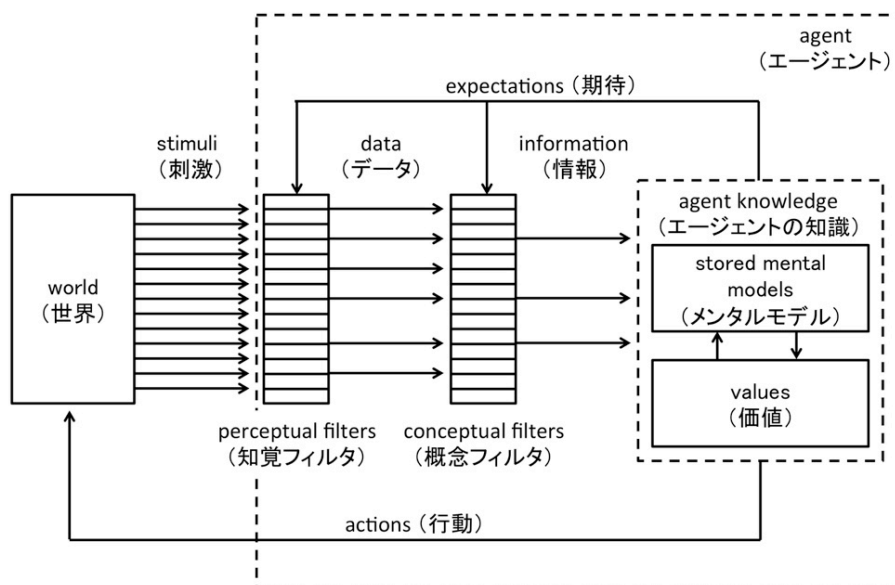 agent
（エージェント）
expectations（期待）
stimuli
（刺激）
data
（データ）
information
（情報）
agent knowledge
（エージェントの知識）
stored mental
models
（メンタルモデル）
world
（世界）
values
（価値）
perceptual filters
（知覚フィルタ）
conceptual filters
（概念フィルタ）
actions（行動）